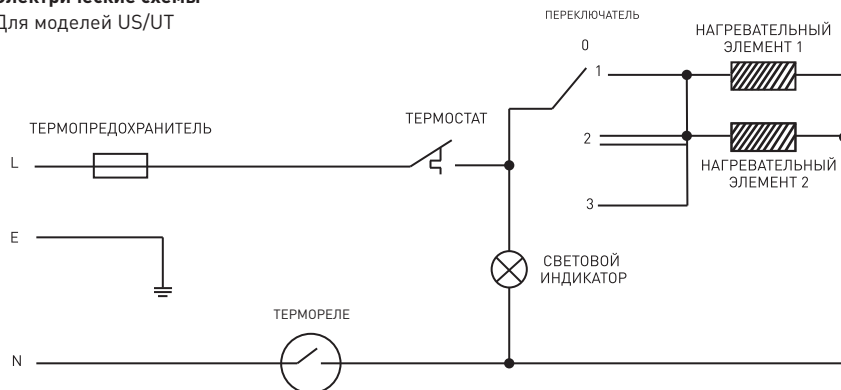 Электрические схемы
Для моделей US/UT
ПЕРЕКЛЮЧАТЕЛЬ
0
1
НАГРЕВАТЕЛЬНЫЙ
ЭЛЕМЕНТ 1
ТЕРМОПРЕДОХРАНИТЕЛЬ
ТЕРМОСТАТ
L
2
НАГРЕВАТЕЛЬНЫЙ
ЭЛЕМЕНТ 2
3
E
СВЕТОВОЙ
ИНДИКАТОР
ТЕРМОРЕЛЕ
N